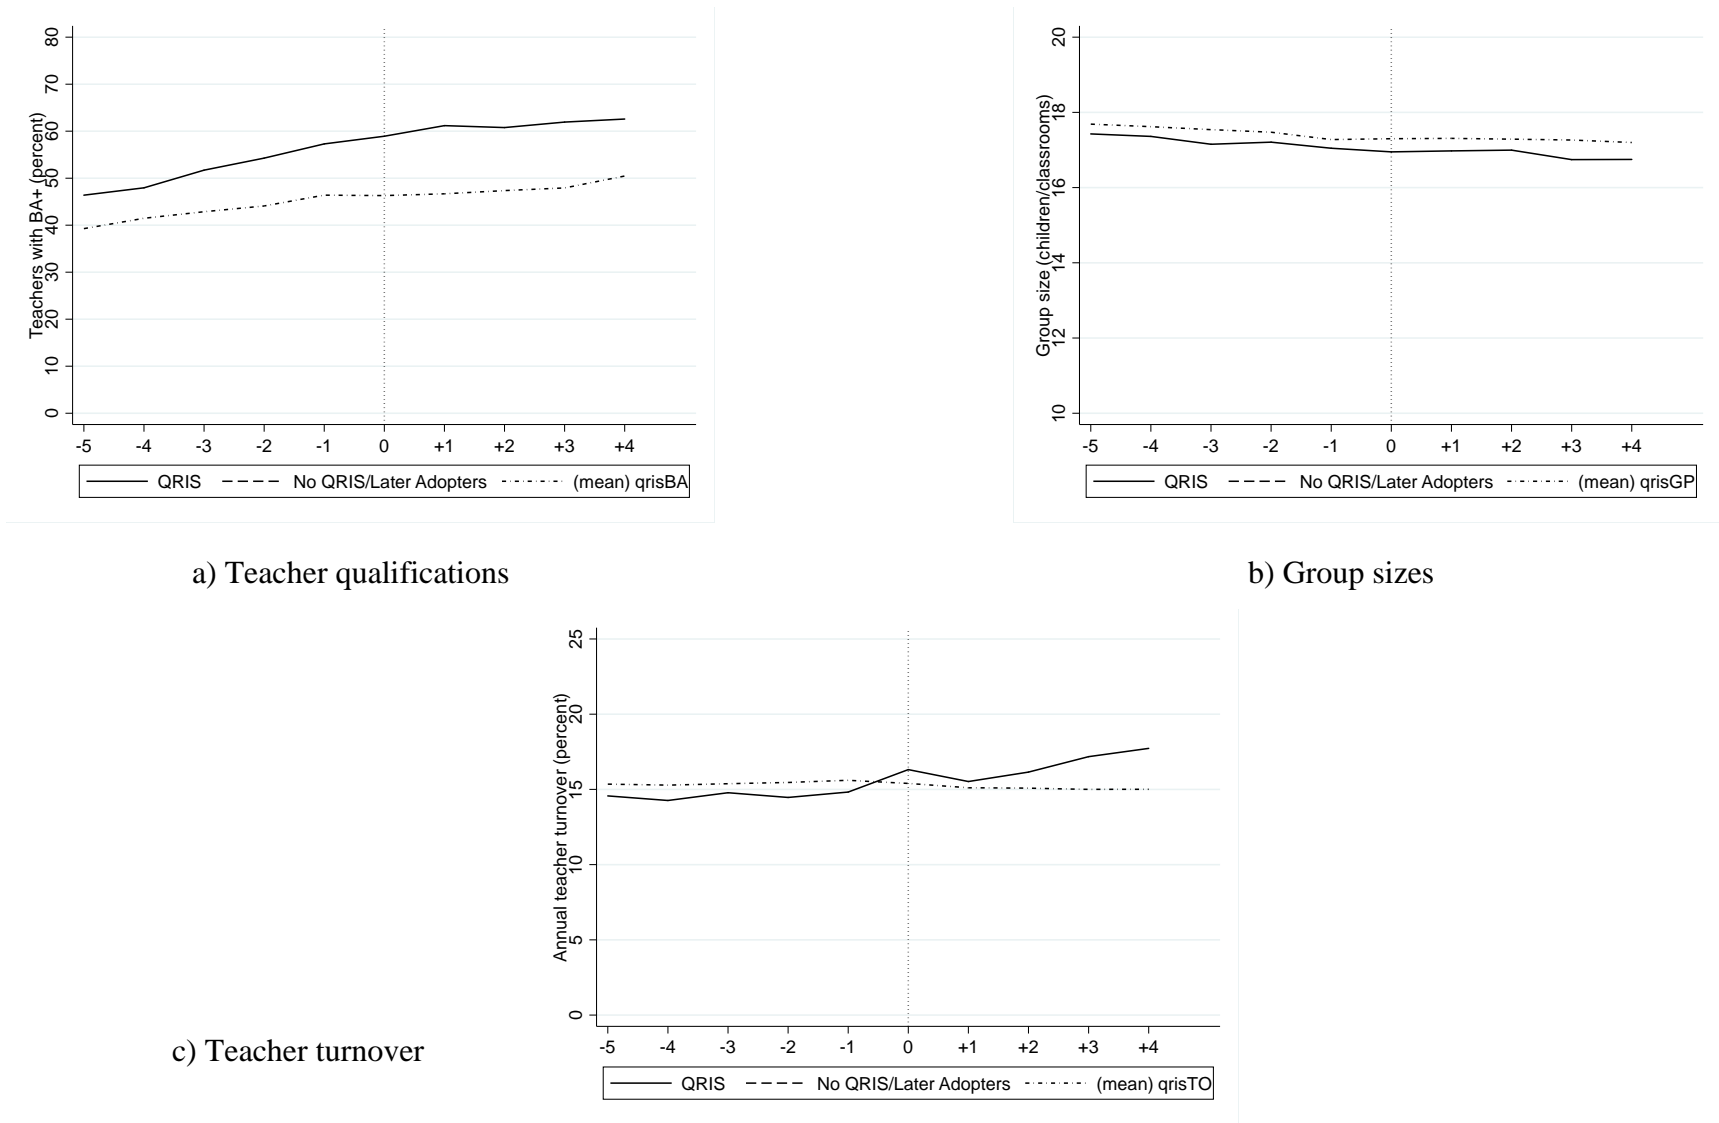 Teachers with BA+ (percent)
80
70
60
50
40
30
20
10
0
-5 -4 -3 -2 -1 0 +1 +2 +3 +4
QRIS No QRIS/Later Adopters (mean) qrisBA
a) Teacher qualifications
Group size (children/classrooms)
20
18
16
14
12
10
-5 -4 -3 -2 -1 0 +1 +2 +3 +4
QRIS No QRIS/Later Adopters (mean) qrisGP
b) Group sizes
Annual teacher turnover (percent)
25
20
15
10
5
0
-5 -4 -3 -2 -1 0 +1 +2 +3 +4
QRIS No QRIS/Later Adopters (mean) qrisTO
c) Teacher turnover